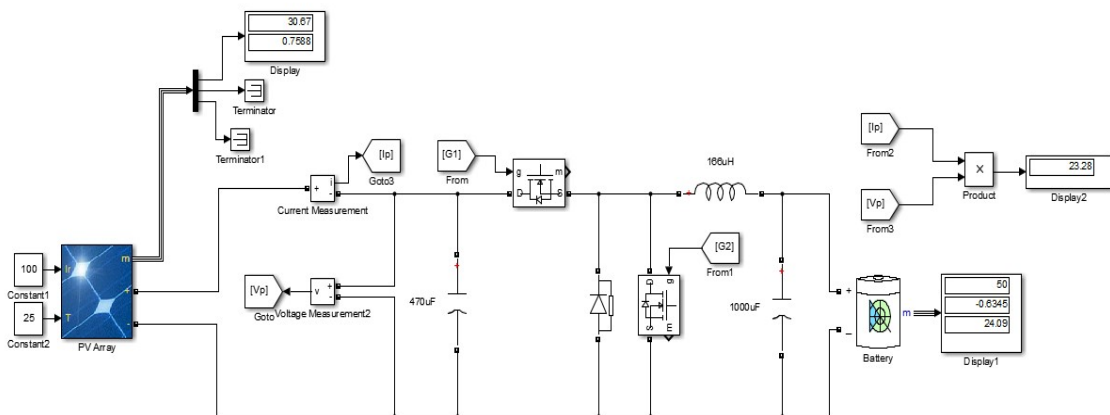 30.67
0.7588
Display
Terminator
Terminator1
[Ip]
Goto3
i
+
-
Current Measurement
[G1]
From
g
m
D
S
166uH
+
[Ip]
From2
[Vp]
From3
X
Product
23.28
Display2
100
Constant1
25
Constant2
Ir
T
m
+
-
PV Array
[Vp]
Goto
v
+
-
Voltage Measurement2
+
470uF
[G2]
From1
D
g
S
m
+
1000uF
+
_
m
Battery
50
-0.6345
24.09
Display1